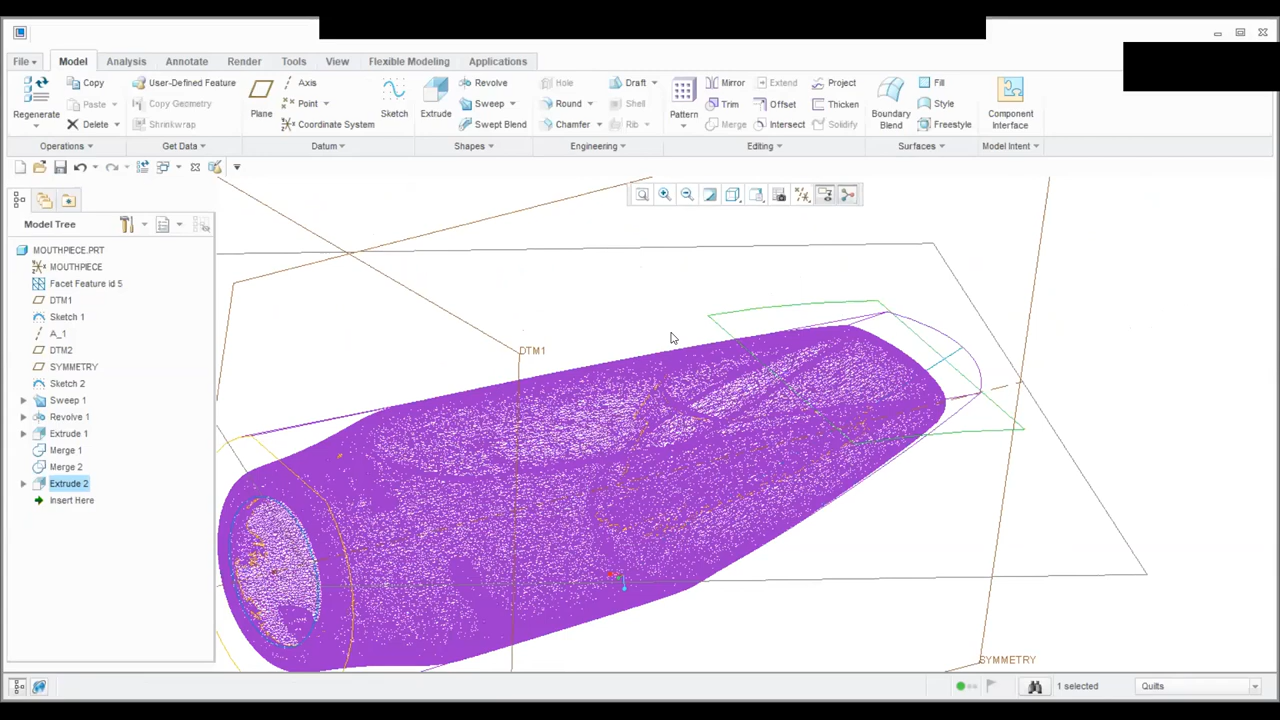 File Model Analysis Annotate Render Tools View Flexible Modeling Applications
Regenerate Copy Paste Delete User-Defined Feature Copy Geometry Shrinkwrap Plane Axis Point Coordinate System Sketch Extrude Revolve Sweep Swept Blend Hole Round Chamfer Draft Shell Rib Pattern Mirror Trim Merge Extend Offset Intersect Project Thicken Solidify Boundary Blend Fill Style Freestyle Component Interface
Operations Get Data Datum Shapes Engineering Editing Surfaces Model Intent
Model Tree
MOUTHPIECE.PRT
MOUTHPIECE
Facet Feature id 5
DTM1
Sketch 1
A_1
DTM2
SYMMETRY
Sketch 2
Sweep 1
Revolve 1
Extrude 1
Merge 1
Merge 2
Extrude 2
Insert Here
DTM1
SYMMETRY
1 selected Quilts